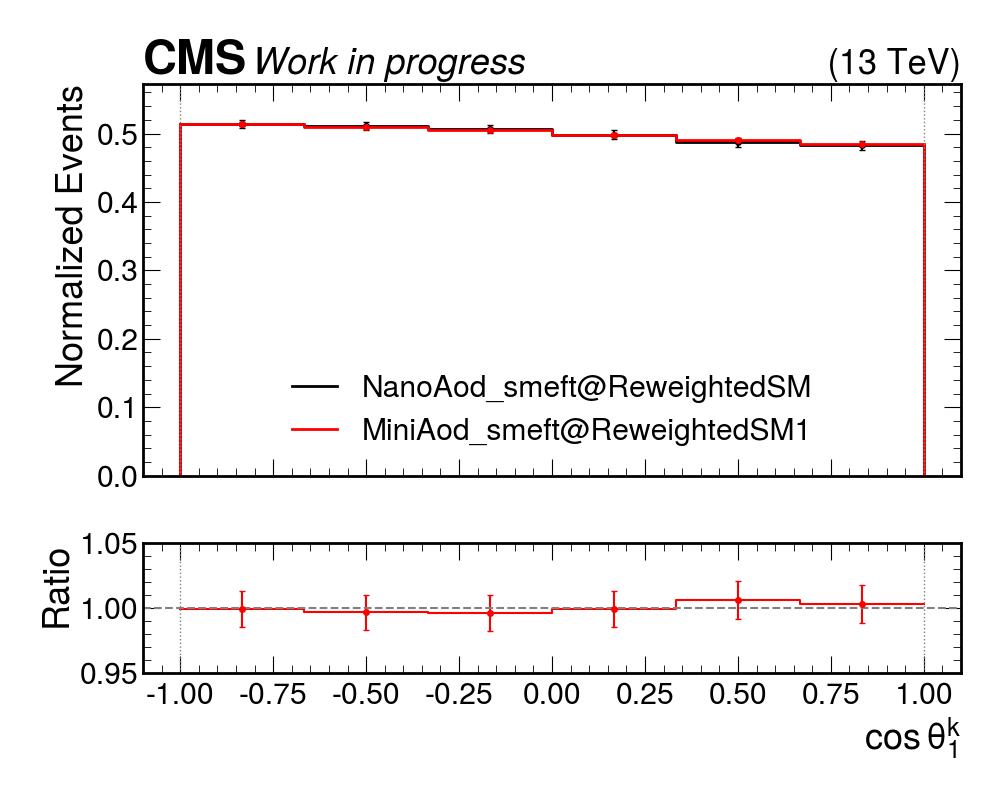 CMS Work in progress (13 TeV)
Normalized Events
0.5
0.4
0.3
0.2
0.1
0.0
NanoAod_smeft@ReweightedSM
MiniAod_smeft@ReweightedSM1
Ratio
1.05
1.00
0.95
-1.00 -0.75 -0.50 -0.25 0.00 0.25 0.50 0.75 1.00
cos θ₁ᵏ